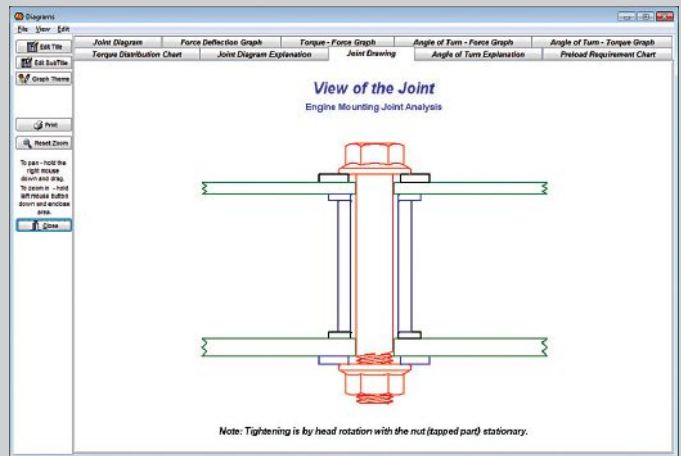 Diagrams
File View Edit
Edit Title
Edit SubTitle
Graph Theme
Print
Reset Zoom
To pan - hold the
right mouse
down and drag.
To zoom in - hold
left mouse button
down and enclose
area.
Close
Joint Diagram Force Deflection Graph Torque - Force Graph Angle of Turn - Force Graph Angle of Turn - Torque Graph
Torque Distribution Chart Joint Diagram Explanation Joint Drawing Angle of Turn Explanation Preload Requirement Chart
View of the Joint
Engine Mounting Joint Analysis
Note: Tightening is by head rotation with the nut (tapped part) stationary.